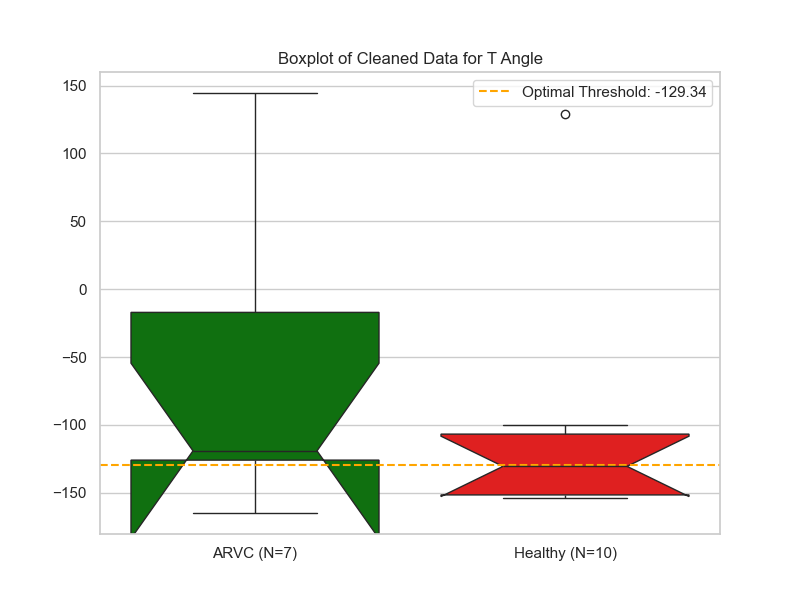 Boxplot of Cleaned Data for T Angle
Optimal Threshold: -129.34
150
100
50
0
−50
−100
−150
ARVC (N=7)
Healthy (N=10)